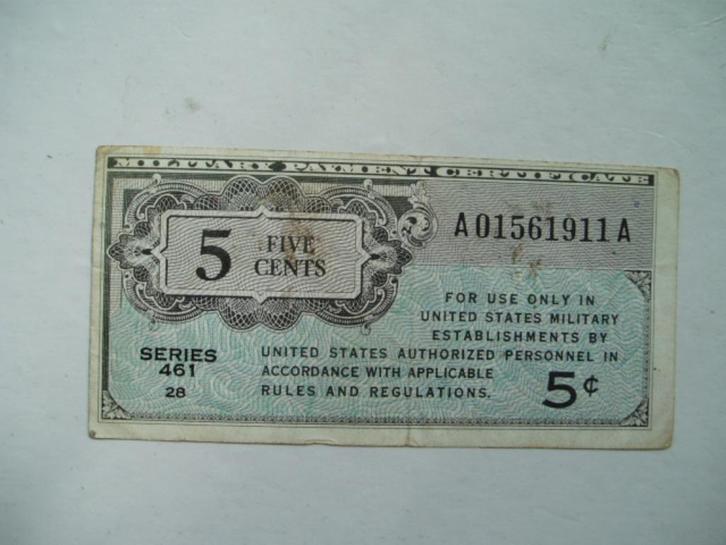 MILITARY PAYMENT CERTIFICATE
A01561911A
5 FIVE CENTS
FOR USE ONLY IN
UNITED STATES MILITARY
ESTABLISHMENTS BY
UNITED STATES AUTHORIZED PERSONNEL IN
ACCORDANCE WITH APPLICABLE
RULES AND REGULATIONS.
SERIES
461
28
5¢